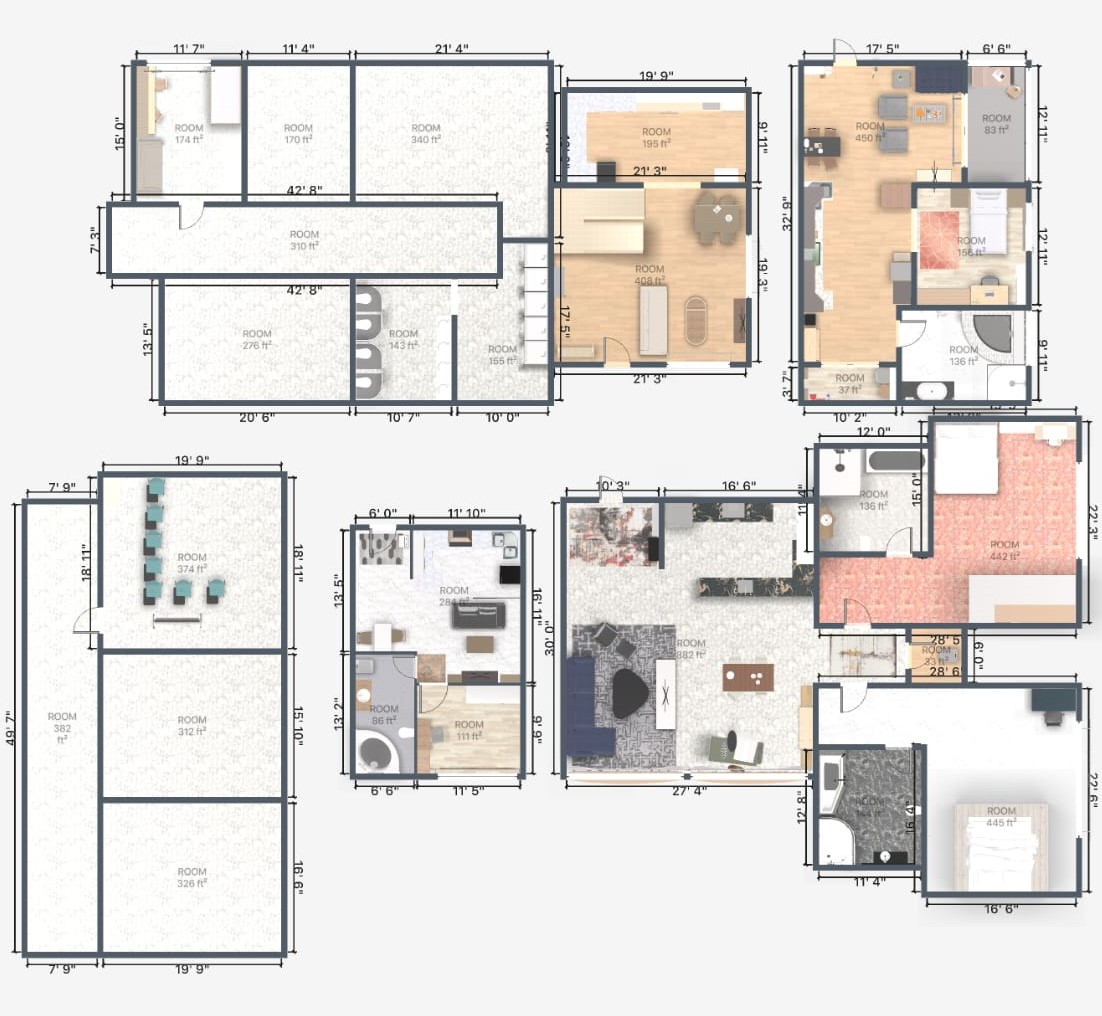 11' 7"
11' 4"
21' 4"
19' 9"
17' 5"
6' 6"
15' 0"
ROOM
174 ft²
ROOM
170 ft²
ROOM
340 ft²
ROOM
195 ft²
9' 11"
ROOM
450 ft²
ROOM
83 ft²
12' 11"
21' 3"
42' 8"
7' 3"
ROOM
310 ft²
32' 9"
ROOM
156 ft²
12' 11"
ROOM
408 ft²
19' 3"
42' 8"
13' 5"
ROOM
276 ft²
ROOM
143 ft²
ROOM
155 ft²
17' 5"
21' 3"
ROOM
136 ft²
9' 11"
3' 7"
ROOM
37 ft²
20' 6"
10' 7"
10' 0"
10' 2"
12' 0"
19' 9"
7' 9"
10' 3"
16' 6"
11' 4"
ROOM
136 ft²
15' 0"
ROOM
442 ft²
22' 3"
6' 0"
11' 10"
18' 11"
ROOM
374 ft²
18' 11"
13' 5"
ROOM
284 ft²
16' 11"
30' 0"
ROOM
882 ft²
28' 5"
ROOM
33 ft²
28' 6"
6' 0"
49' 7"
ROOM
382
ft²
ROOM
312 ft²
15' 10"
13' 2"
ROOM
86 ft²
ROOM
111 ft²
9' 9"
6' 6"
11' 5"
27' 4"
12' 8"
ROOM
16' 4"
ROOM
445 ft²
22' 6"
ROOM
326 ft²
16' 6"
11' 4"
16' 6"
7' 9"
19' 9"